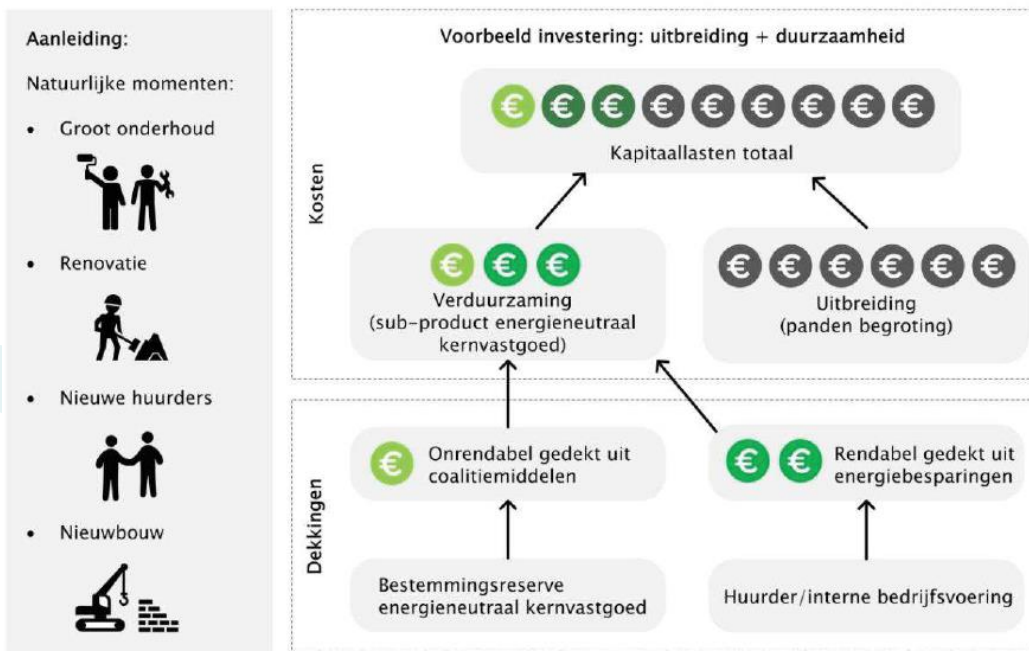 Aanleiding:
Natuurlijke momenten:
• Groot onderhoud
• Renovatie
• Nieuwe huurders
• Nieuwbouw
Voorbeeld investering: uitbreiding + duurzaamheid
Kosten
€ € € € € € € € €
Kapitaallasten totaal
€ € €
Verduurzaming
(sub-product energieneutraal
kernvastgoed)
€ € € € € €
Uitbreiding
(panden begroting)
Dekkingen
€
Onrendabel gedekt uit
coalitiemiddelen
€ €
Rendabel gedekt uit
energiebesparingen
Bestemmingsreserve
energieneutraal kernvastgoed
Huurder/interne bedrijfsvoering